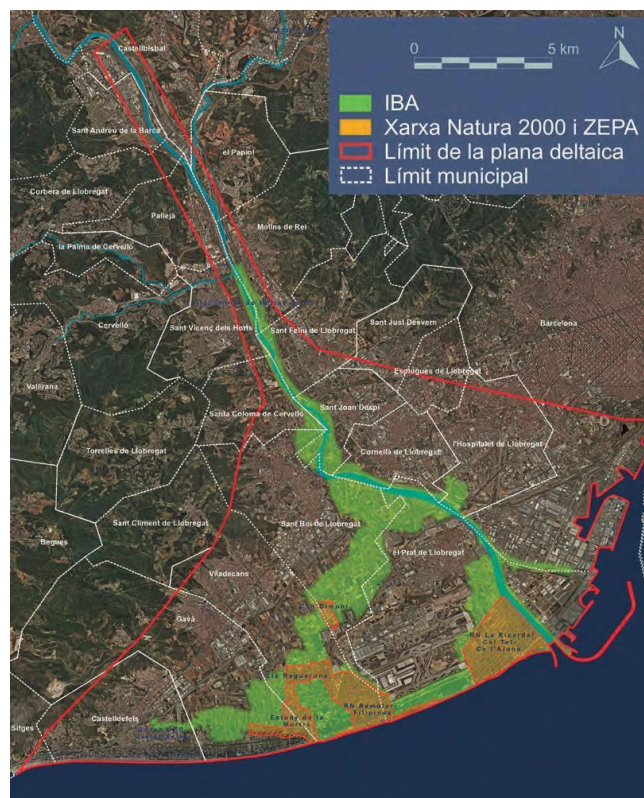 0 5 km
N
IBA
Xarxa Natura 2000 i ZEPA
Límit de la plana deltaica
Límit municipal
Castellbisbal
Sant Andreu de la Barca
el Papiol
Corbera de Llobregat
Pallejà
Molins de Rei
la Palma de Cervelló
Cervelló
Sant Vicenç dels Horts
Sant Feliu de Llobregat
Sant Just Desvern
Barcelona
Vallirana
Esplugues de Llobregat
Santa Coloma de Cervelló
Sant Joan Despí
Torrelles de Llobregat
Cornellà de Llobregat
l'Hospitalet de Llobregat
Sant Climent de Llobregat
Sant Boi de Llobregat
Begues
el Prat de Llobregat
Viladecans
Gavà
Can Dimoni
RN La Ricarda/
Cal Tet-
Ca l'Arana
Els Reguerons
RN Remolar-
Filipines
Castelldefels
Estany de la
Murtra
Sitges